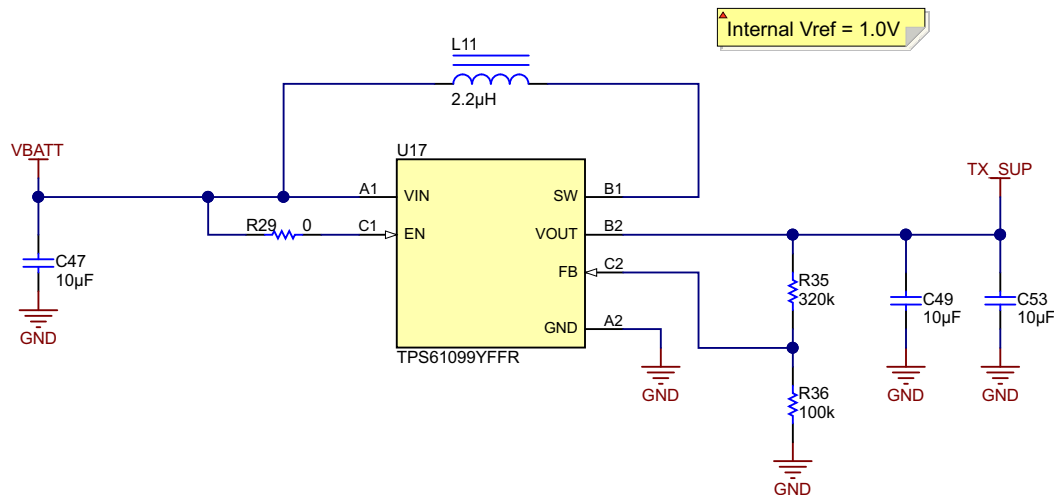 Internal Vref = 1.0V
L11
2.2µH
VBATT
U17
TX_SUP
A1
VIN
SW
B1
R29
0
C1
EN
VOUT
B2
C47
10µF
FB
C2
R35
320k
C49
10µF
C53
10µF
GND
GND
A2
TPS61099YFFR
GND
R36
100k
GND
GND
GND